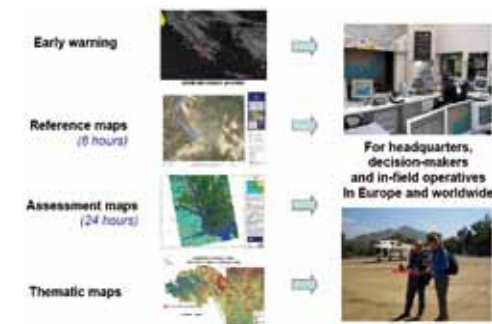 Early warning
Reference maps
(6 hours)
Assessment maps
(24 hours)
Thematic maps
For headquarters,
decision-makers
and in-field operatives
In Europe and worldwide